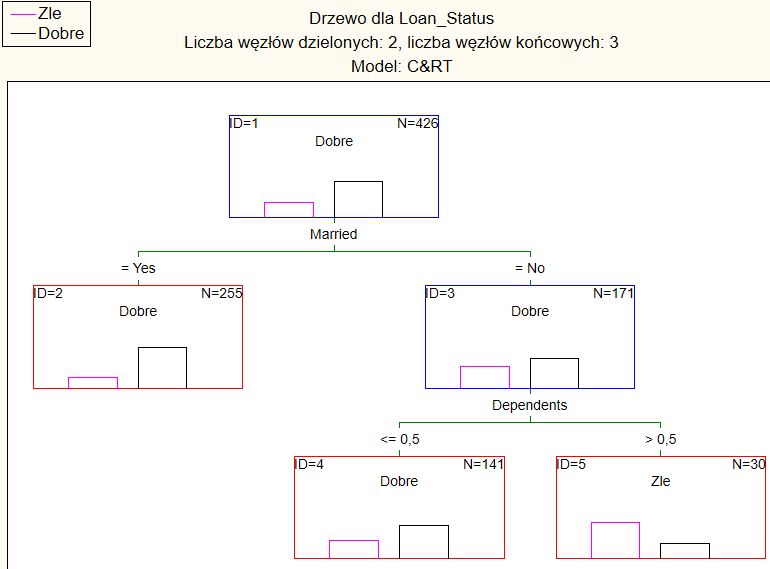 Zle
Dobre
Drzewo dla Loan_Status
Liczba węzłów dzielonych: 2, liczba węzłów końcowych: 3
Model: C&RT
ID=1 N=426
Dobre
Married
= Yes = No
ID=2 N=255 ID=3 N=171
Dobre Dobre
Dependents
<= 0,5 > 0,5
ID=4 N=141 ID=5 N=30
Dobre Zle